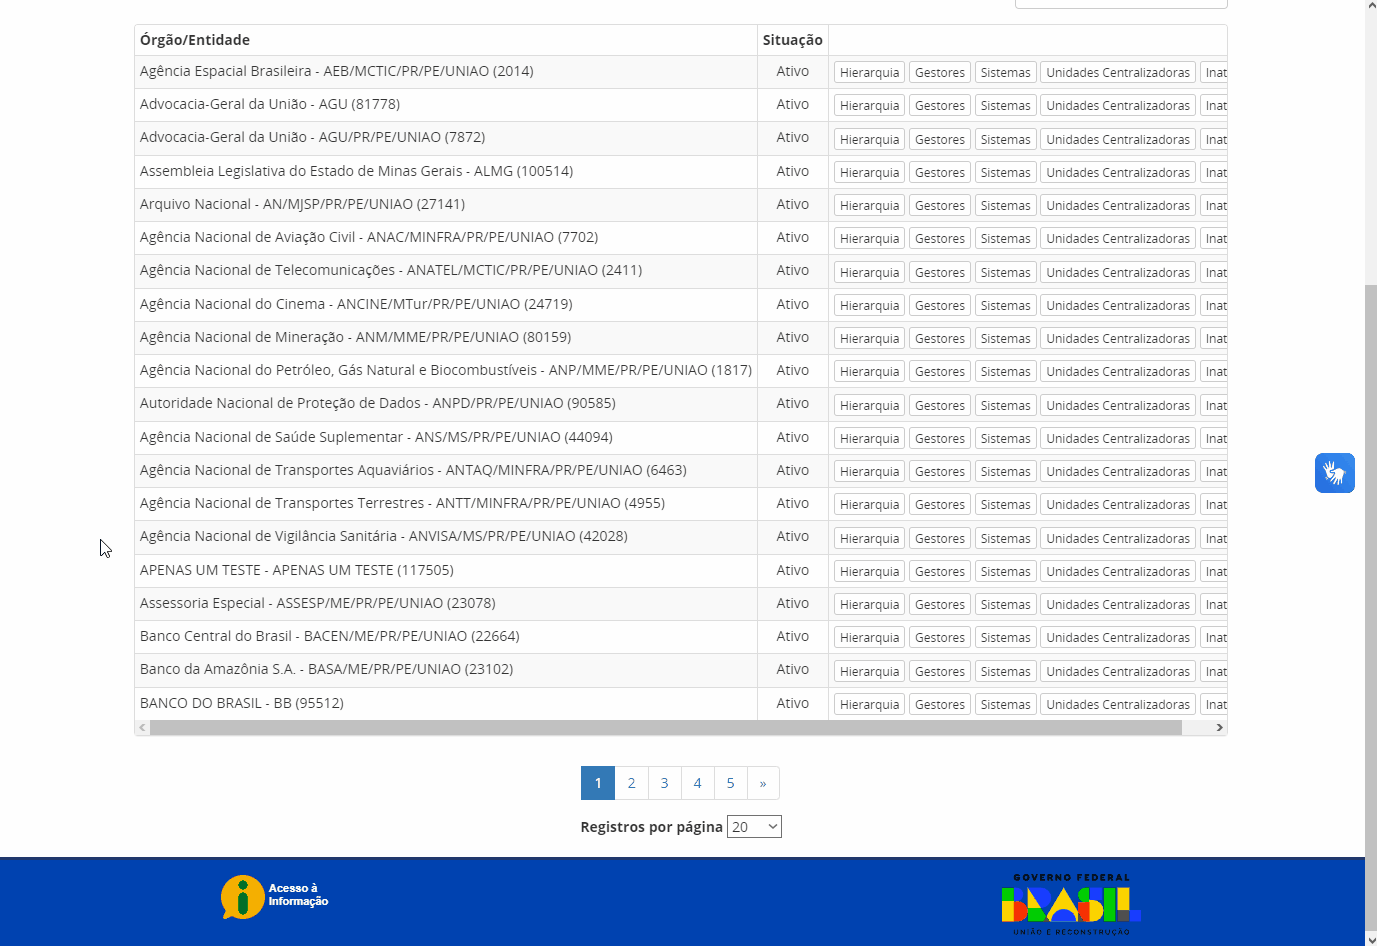 Órgão/Entidade Situação
Agência Espacial Brasileira - AEB/MCTIC/PR/PE/UNIAO (2014) Ativo Hierarquia Gestores Sistemas Unidades Centralizadoras Inat
Advocacia-Geral da União - AGU (81778) Ativo Hierarquia Gestores Sistemas Unidades Centralizadoras Inat
Advocacia-Geral da União - AGU/PR/PE/UNIAO (7872) Ativo Hierarquia Gestores Sistemas Unidades Centralizadoras Inat
Assembleia Legislativa do Estado de Minas Gerais - ALMG (100514) Ativo Hierarquia Gestores Sistemas Unidades Centralizadoras Inat
Arquivo Nacional - AN/MJSP/PR/PE/UNIAO (27141) Ativo Hierarquia Gestores Sistemas Unidades Centralizadoras Inat
Agência Nacional de Aviação Civil - ANAC/MINFRA/PR/PE/UNIAO (7702) Ativo Hierarquia Gestores Sistemas Unidades Centralizadoras Inat
Agência Nacional de Telecomunicações - ANATEL/MCTIC/PR/PE/UNIAO (2411) Ativo Hierarquia Gestores Sistemas Unidades Centralizadoras Inat
Agência Nacional do Cinema - ANCINE/MTur/PR/PE/UNIAO (24719) Ativo Hierarquia Gestores Sistemas Unidades Centralizadoras Inat
Agência Nacional de Mineração - ANM/MME/PR/PE/UNIAO (80159) Ativo Hierarquia Gestores Sistemas Unidades Centralizadoras Inat
Agência Nacional do Petróleo, Gás Natural e Biocombustíveis - ANP/MME/PR/PE/UNIAO (1817) Ativo Hierarquia Gestores Sistemas Unidades Centralizadoras Inat
Autoridade Nacional de Proteção de Dados - ANPD/PR/PE/UNIAO (90585) Ativo Hierarquia Gestores Sistemas Unidades Centralizadoras Inat
Agência Nacional de Saúde Suplementar - ANS/MS/PR/PE/UNIAO (44094) Ativo Hierarquia Gestores Sistemas Unidades Centralizadoras Inat
Agência Nacional de Transportes Aquaviários - ANTAQ/MINFRA/PR/PE/UNIAO (6463) Ativo Hierarquia Gestores Sistemas Unidades Centralizadoras Inat
Agência Nacional de Transportes Terrestres - ANTT/MINFRA/PR/PE/UNIAO (4955) Ativo Hierarquia Gestores Sistemas Unidades Centralizadoras Inat
Agência Nacional de Vigilância Sanitária - ANVISA/MS/PR/PE/UNIAO (42028) Ativo Hierarquia Gestores Sistemas Unidades Centralizadoras Inat
APENAS UM TESTE - APENAS UM TESTE (117505) Ativo Hierarquia Gestores Sistemas Unidades Centralizadoras Inat
Assessoria Especial - ASSESP/ME/PR/PE/UNIAO (23078) Ativo Hierarquia Gestores Sistemas Unidades Centralizadoras Inat
Banco Central do Brasil - BACEN/ME/PR/PE/UNIAO (22664) Ativo Hierarquia Gestores Sistemas Unidades Centralizadoras Inat
Banco da Amazônia S.A. - BASA/ME/PR/PE/UNIAO (23102) Ativo Hierarquia Gestores Sistemas Unidades Centralizadoras Inat
BANCO DO BRASIL - BB (95512) Ativo Hierarquia Gestores Sistemas Unidades Centralizadoras Inat
1 2 3 4 5 »
Registros por página 20
Acesso à
Informação
GOVERNO FEDERAL
BRASIL
UNIÃO E RECONSTRUÇÃO